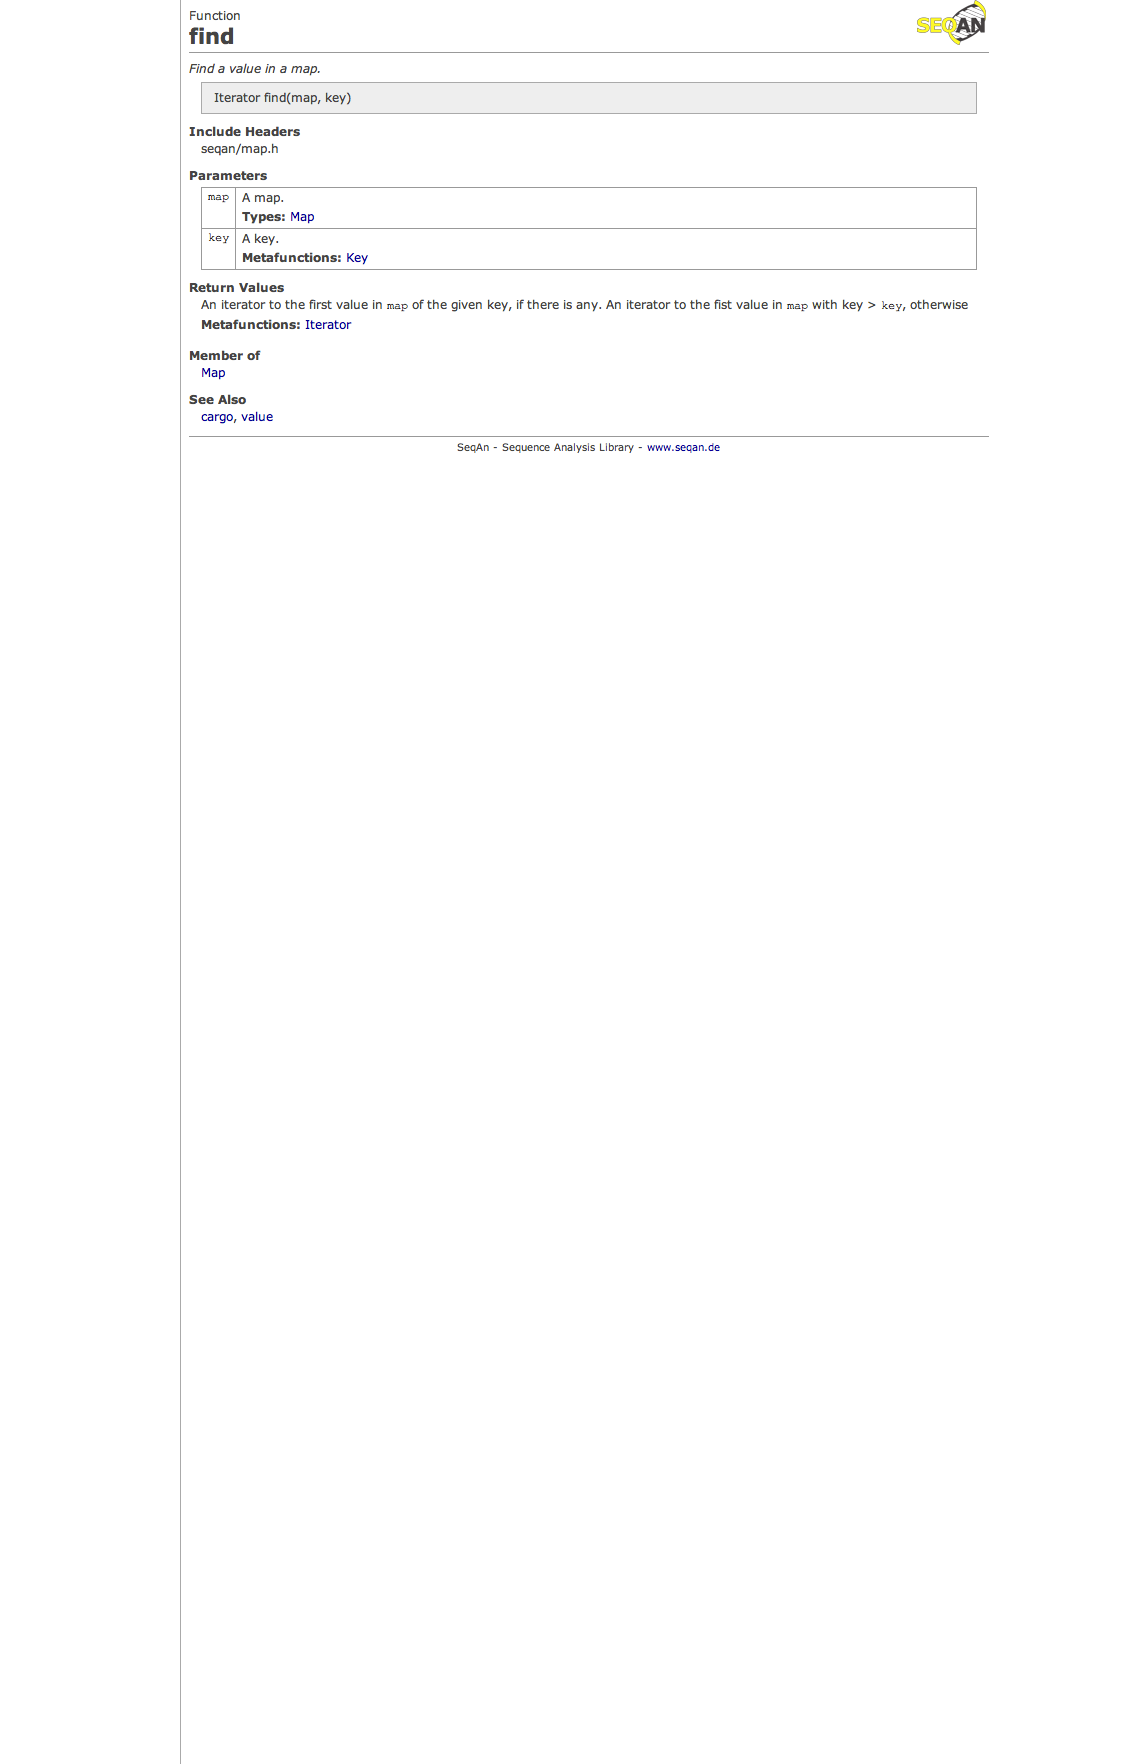 Function
find
SEQAN
Find a value in a map.
Iterator find(map, key)
Include Headers
seqan/map.h
Parameters
map A map.
Types: Map
key A key.
Metafunctions: Key
Return Values
An iterator to the first value in map of the given key, if there is any. An iterator to the fist value in map with key > key, otherwise
Metafunctions: Iterator
Member of
Map
See Also
cargo, value
SeqAn - Sequence Analysis Library - www.seqan.de